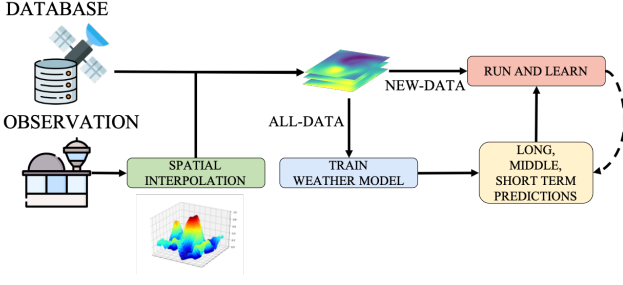 DATABASE
OBSERVATION
SPATIAL
INTERPOLATION
ALL-DATA
NEW-DATA
TRAIN
WEATHER MODEL
RUN AND LEARN
LONG,
MIDDLE,
SHORT TERM
PREDICTIONS